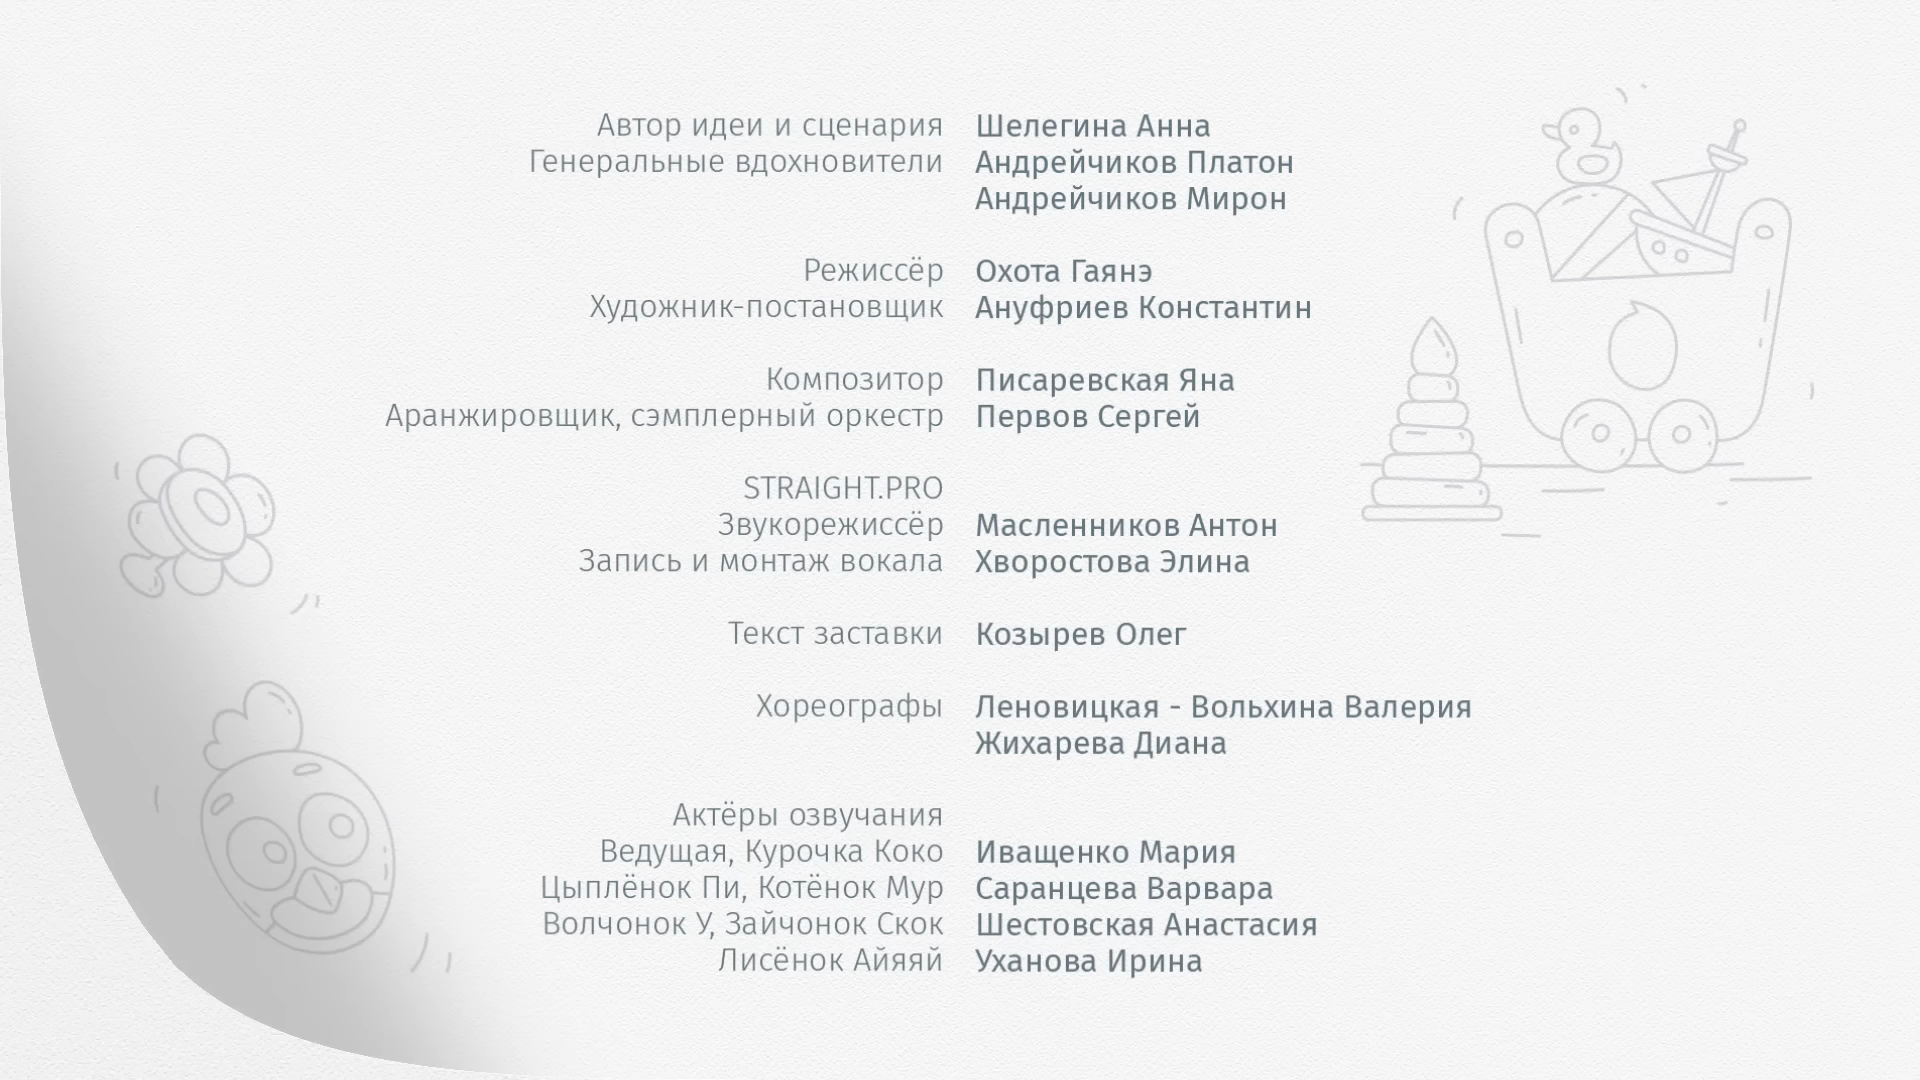 Автор идеи и сценария Шелегина Анна
Генеральные вдохновители Андрейчиков Платон
Андрейчиков Мирон
Режиссёр Охота Гаянэ
Художник-постановщик Ануфриев Константин
Композитор Писаревская Яна
Аранжировщик, сэмплерный оркестр Первов Сергей
STRAIGHT.PRO
Звукорежиссёр Масленников Антон
Запись и монтаж вокала Хворостова Элина
Текст заставки Козырев Олег
Хореографы Леновицкая - Вольхина Валерия
Жихарева Диана
Актёры озвучания
Ведущая, Курочка Коко Иващенко Мария
Цыплёнок Пи, Котёнок Мур Саранцева Варвара
Волчонок У, Зайчонок Скок Шестовская Анастасия
Лисёнок Айяяй Уханова Ирина